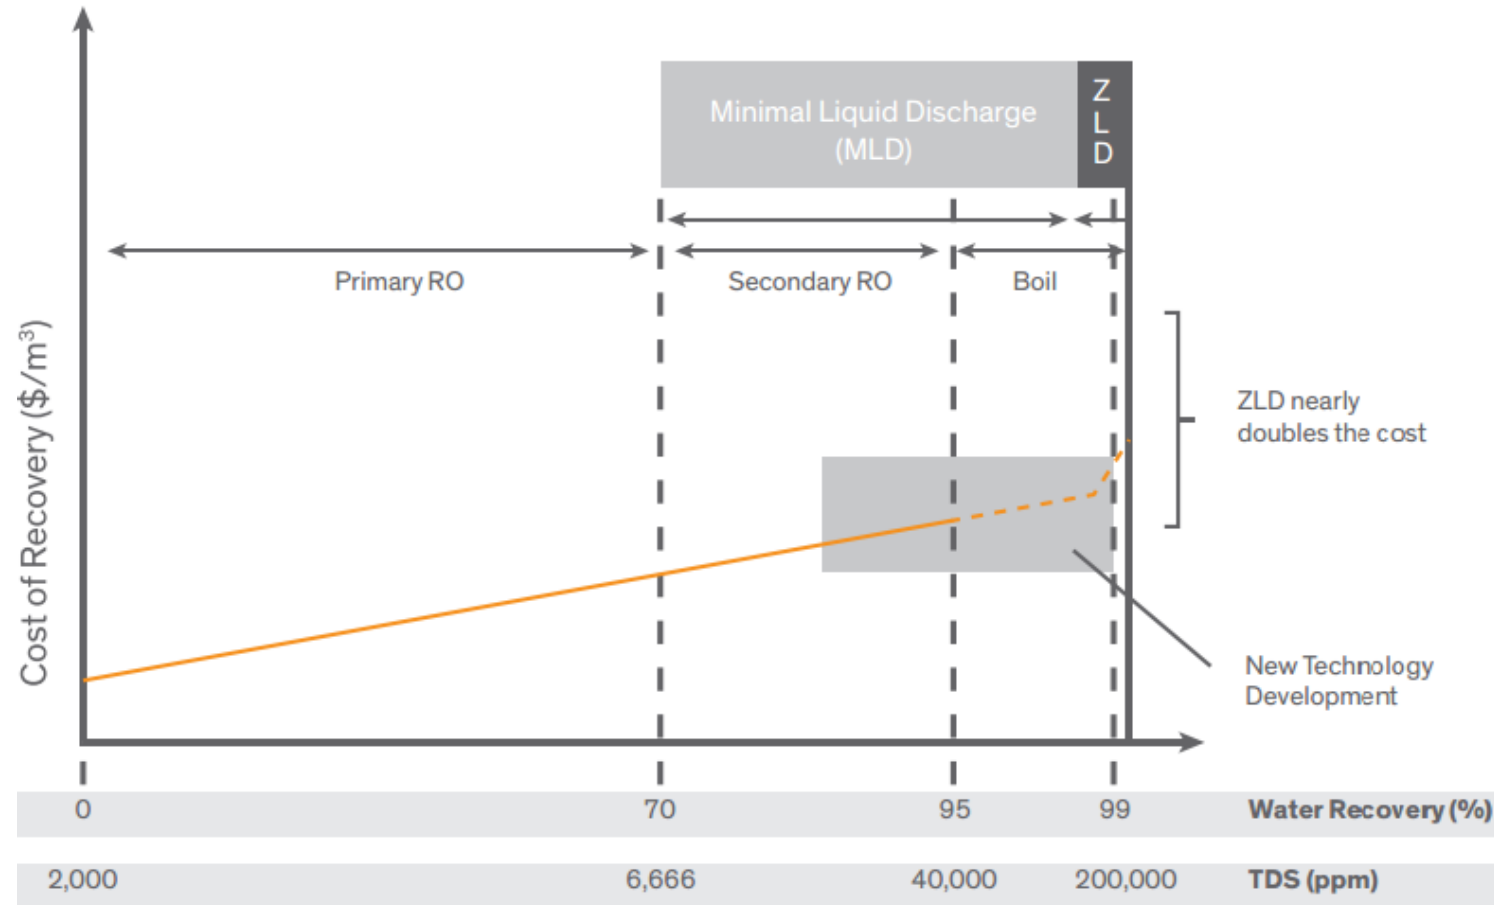 Minimal Liquid Discharge
(MLD)
Z
L
D
Primary RO
Secondary RO
Boil
Cost of Recovery ($/m³)
ZLD nearly
doubles the cost
New Technology
Development
0 70 95 99 Water Recovery (%)
2,000 6,666 40,000 200,000 TDS (ppm)